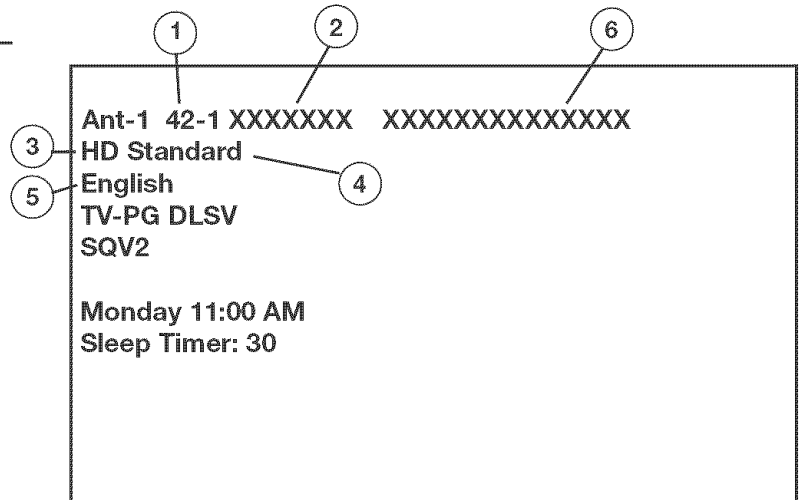 1 2 6
Ant-1 42-1 XXXXXXX XXXXXXXXXXXXXX
3 HD Standard 4
5 English
TV-PG DLSV
SQV2
Monday 11:00 AM
Sleep Timer: 30